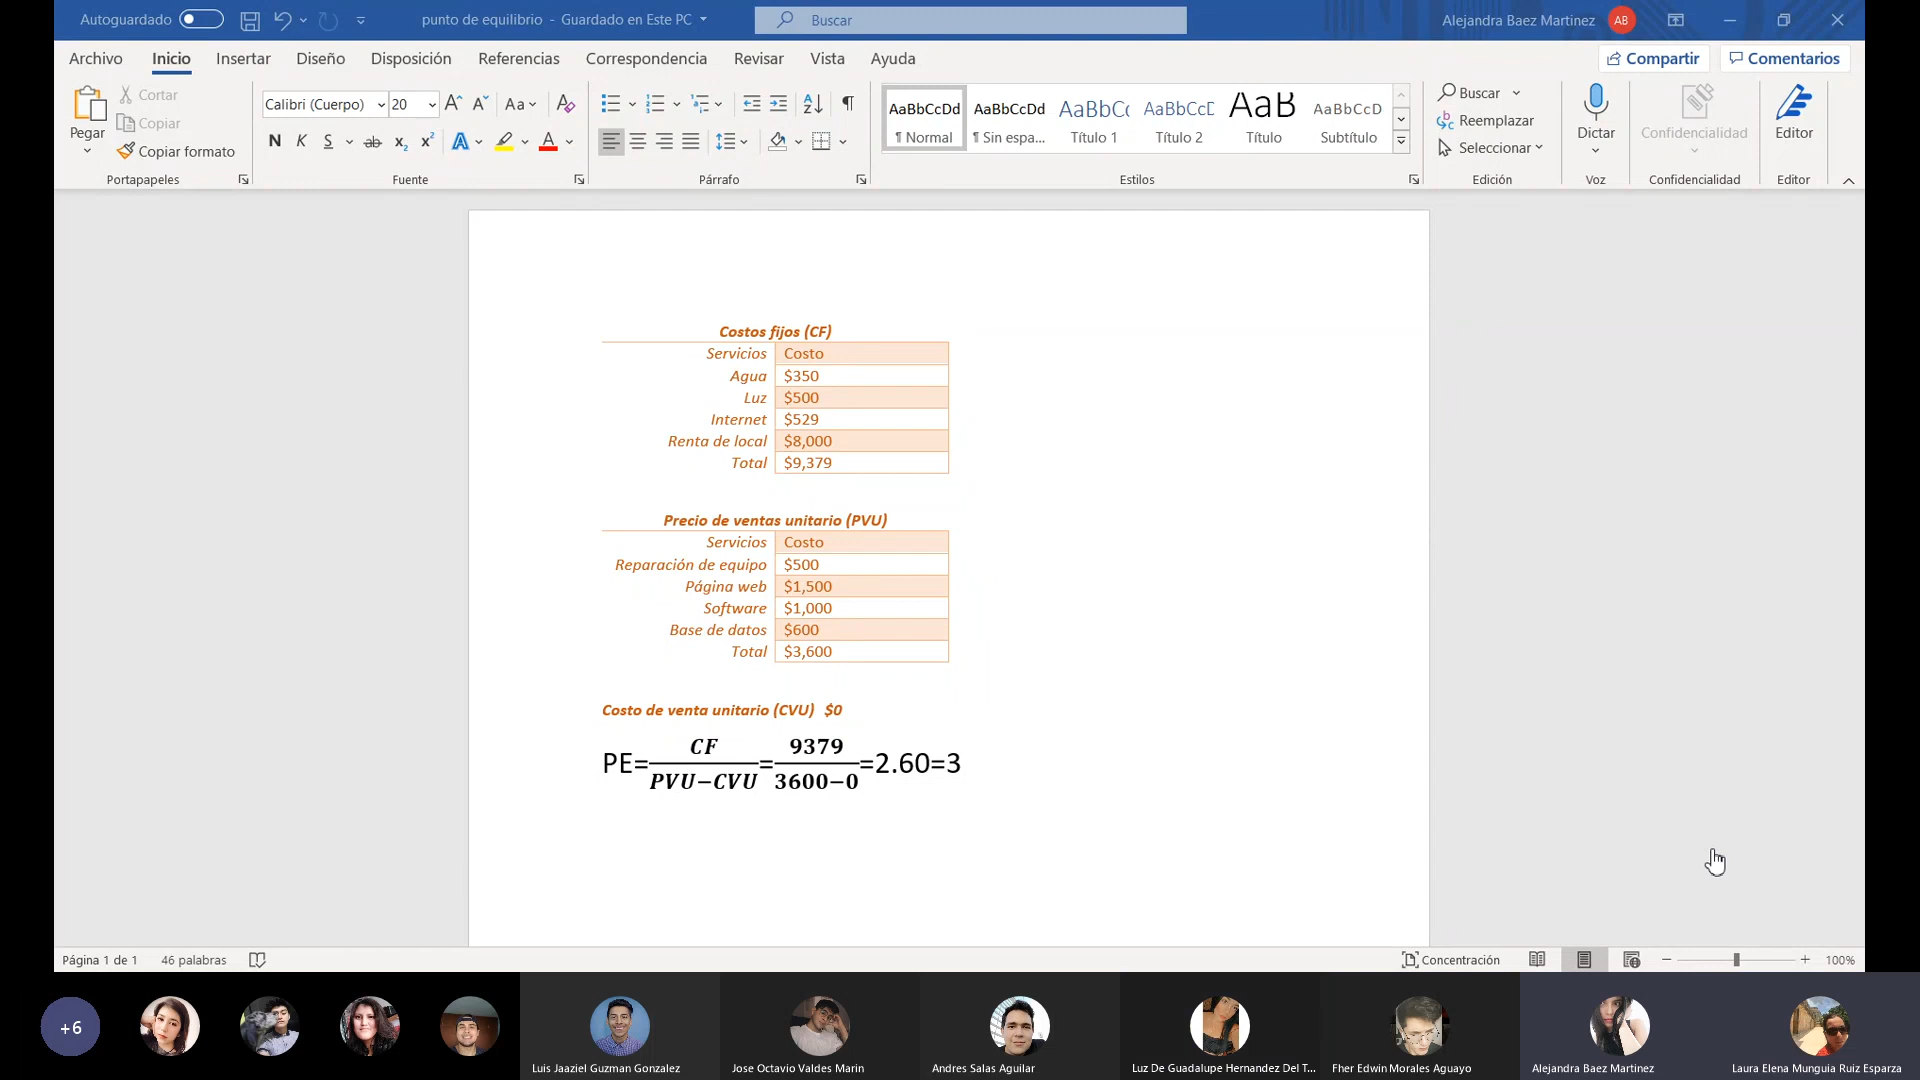 Autoguardado
punto de equilibrio - Guardado en Este PC
Buscar
Alejandra Baez Martinez
AB
Archivo Inicio Insertar Diseño Disposición Referencias Correspondencia Revisar Vista Ayuda
Compartir
Comentarios
Pegar
Cortar
Copiar
Copiar formato
Portapapeles
Calibri (Cuerpo) 20
N K S ab x₂ x²
Fuente
Párrafo
AaBbCcDd AaBbCcDd AaBbCc AaBbCcE AaB AaBbCcD
¶ Normal ¶ Sin espa... Título 1 Título 2 Título Subtítulo
Estilos
Buscar
Reemplazar
Seleccionar
Edición
Dictar
Voz
Confidencialidad
Confidencialidad
Editor
Editor
Costos fijos (CF)
Servicios Costo
Agua $350
Luz $500
Internet $529
Renta de local $8,000
Total $9,379
Precio de ventas unitario (PVU)
Servicios Costo
Reparación de equipo $500
Página web $1,500
Software $1,000
Base de datos $600
Total $3,600
Costo de venta unitario (CVU) $0
PE=CF/PVU−CVU=9379/3600−0=2.60=3
Página 1 de 1 46 palabras
Concentración
100%
+6
Luis Jaaziel Guzman Gonzalez
Jose Octavio Valdes Marin
Andres Salas Aguilar
Luz De Guadalupe Hernandez Del T...
Fher Edwin Morales Aguayo
Alejandra Baez Martinez
Laura Elena Munguia Ruiz Esparza